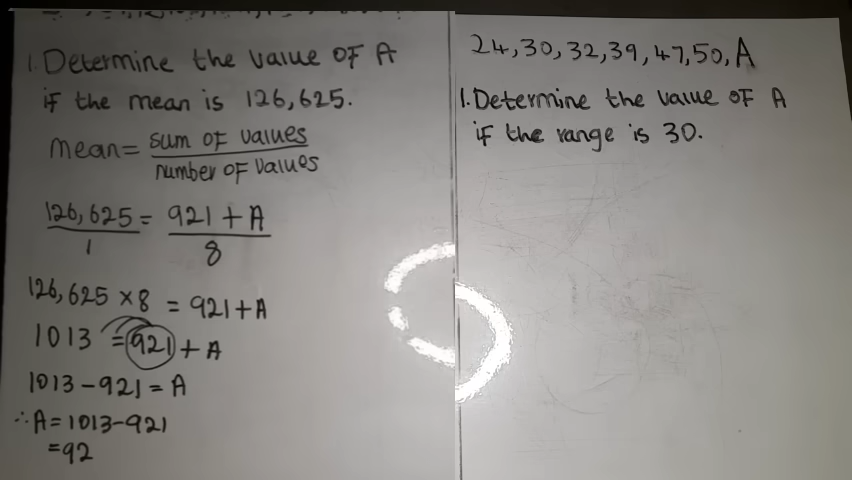 1. Determine the value OF A
if the mean is 126,625.
mean = sum of values
number of values
126,625 = 921 + A
1 8
126,625 × 8 = 921 + A
1013 = 921 + A
1013 - 921 = A
∴ A = 1013 - 921
= 92
24, 30, 32, 39, 47, 50, A
1. Determine the value OF A
if the range is 30.